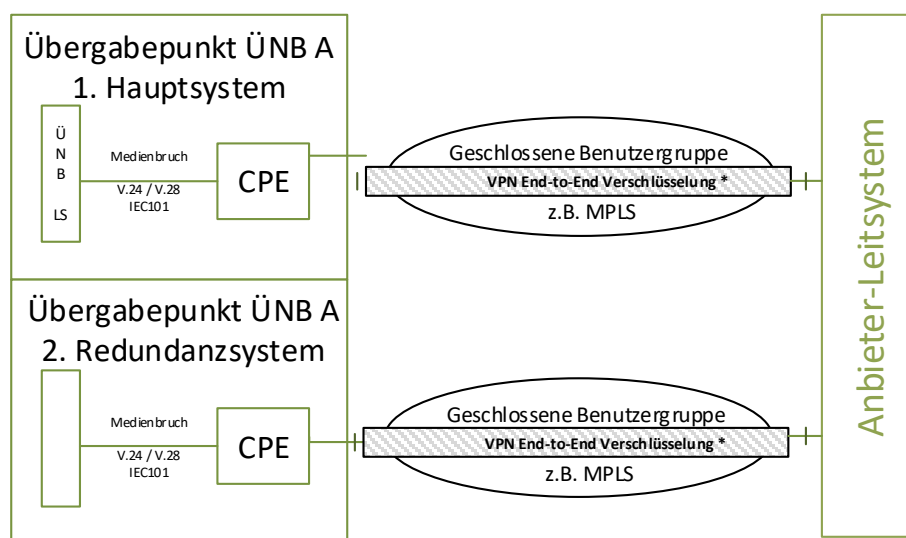 Übergabepunkt ÜNB A
1. Hauptsystem
Ü
N
B
LS
Medienbruch
V.24 / V.28
IEC101
CPE
Geschlossene Benutzergruppe
VPN End-to-End Verschlüsselung *
z.B. MPLS
Übergabepunkt ÜNB A
2. Redundanzsystem
Medienbruch
V.24 / V.28
IEC101
CPE
Geschlossene Benutzergruppe
VPN End-to-End Verschlüsselung *
z.B. MPLS
Anbieter-Leitsystem